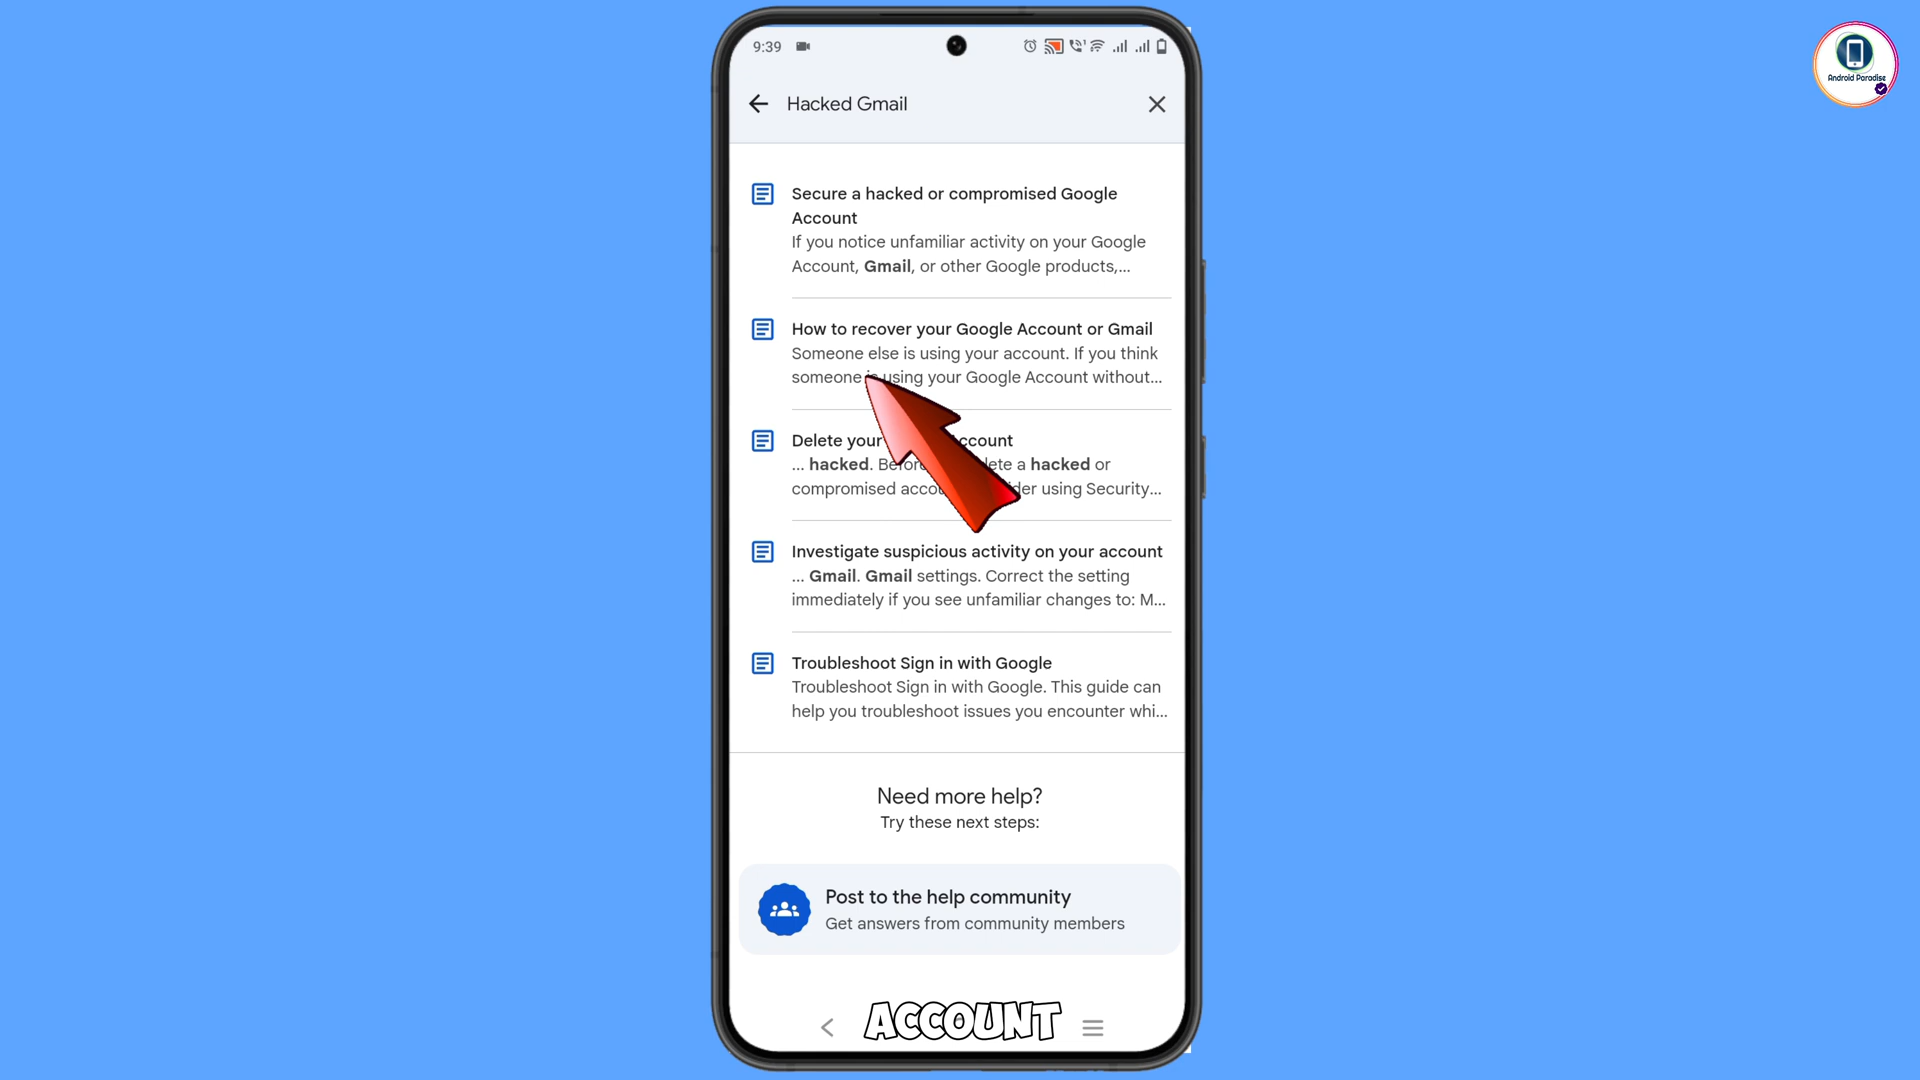 9:39
Android Paradise
Hacked Gmail
Secure a hacked or compromised Google
Account
If you notice unfamiliar activity on your Google
Account, Gmail, or other Google products,...
How to recover your Google Account or Gmail
Someone else is using your account. If you think
someone is using your Google Account without...
Delete your ccount
... hacked. Befor ete a hacked or
compromised acco der using Security...
Investigate suspicious activity on your account
... Gmail. Gmail settings. Correct the setting
immediately if you see unfamiliar changes to: M...
Troubleshoot Sign in with Google
Troubleshoot Sign in with Google. This guide can
help you troubleshoot issues you encounter whi...
Need more help?
Try these next steps:
Post to the help community
Get answers from community members
ACCOUNT